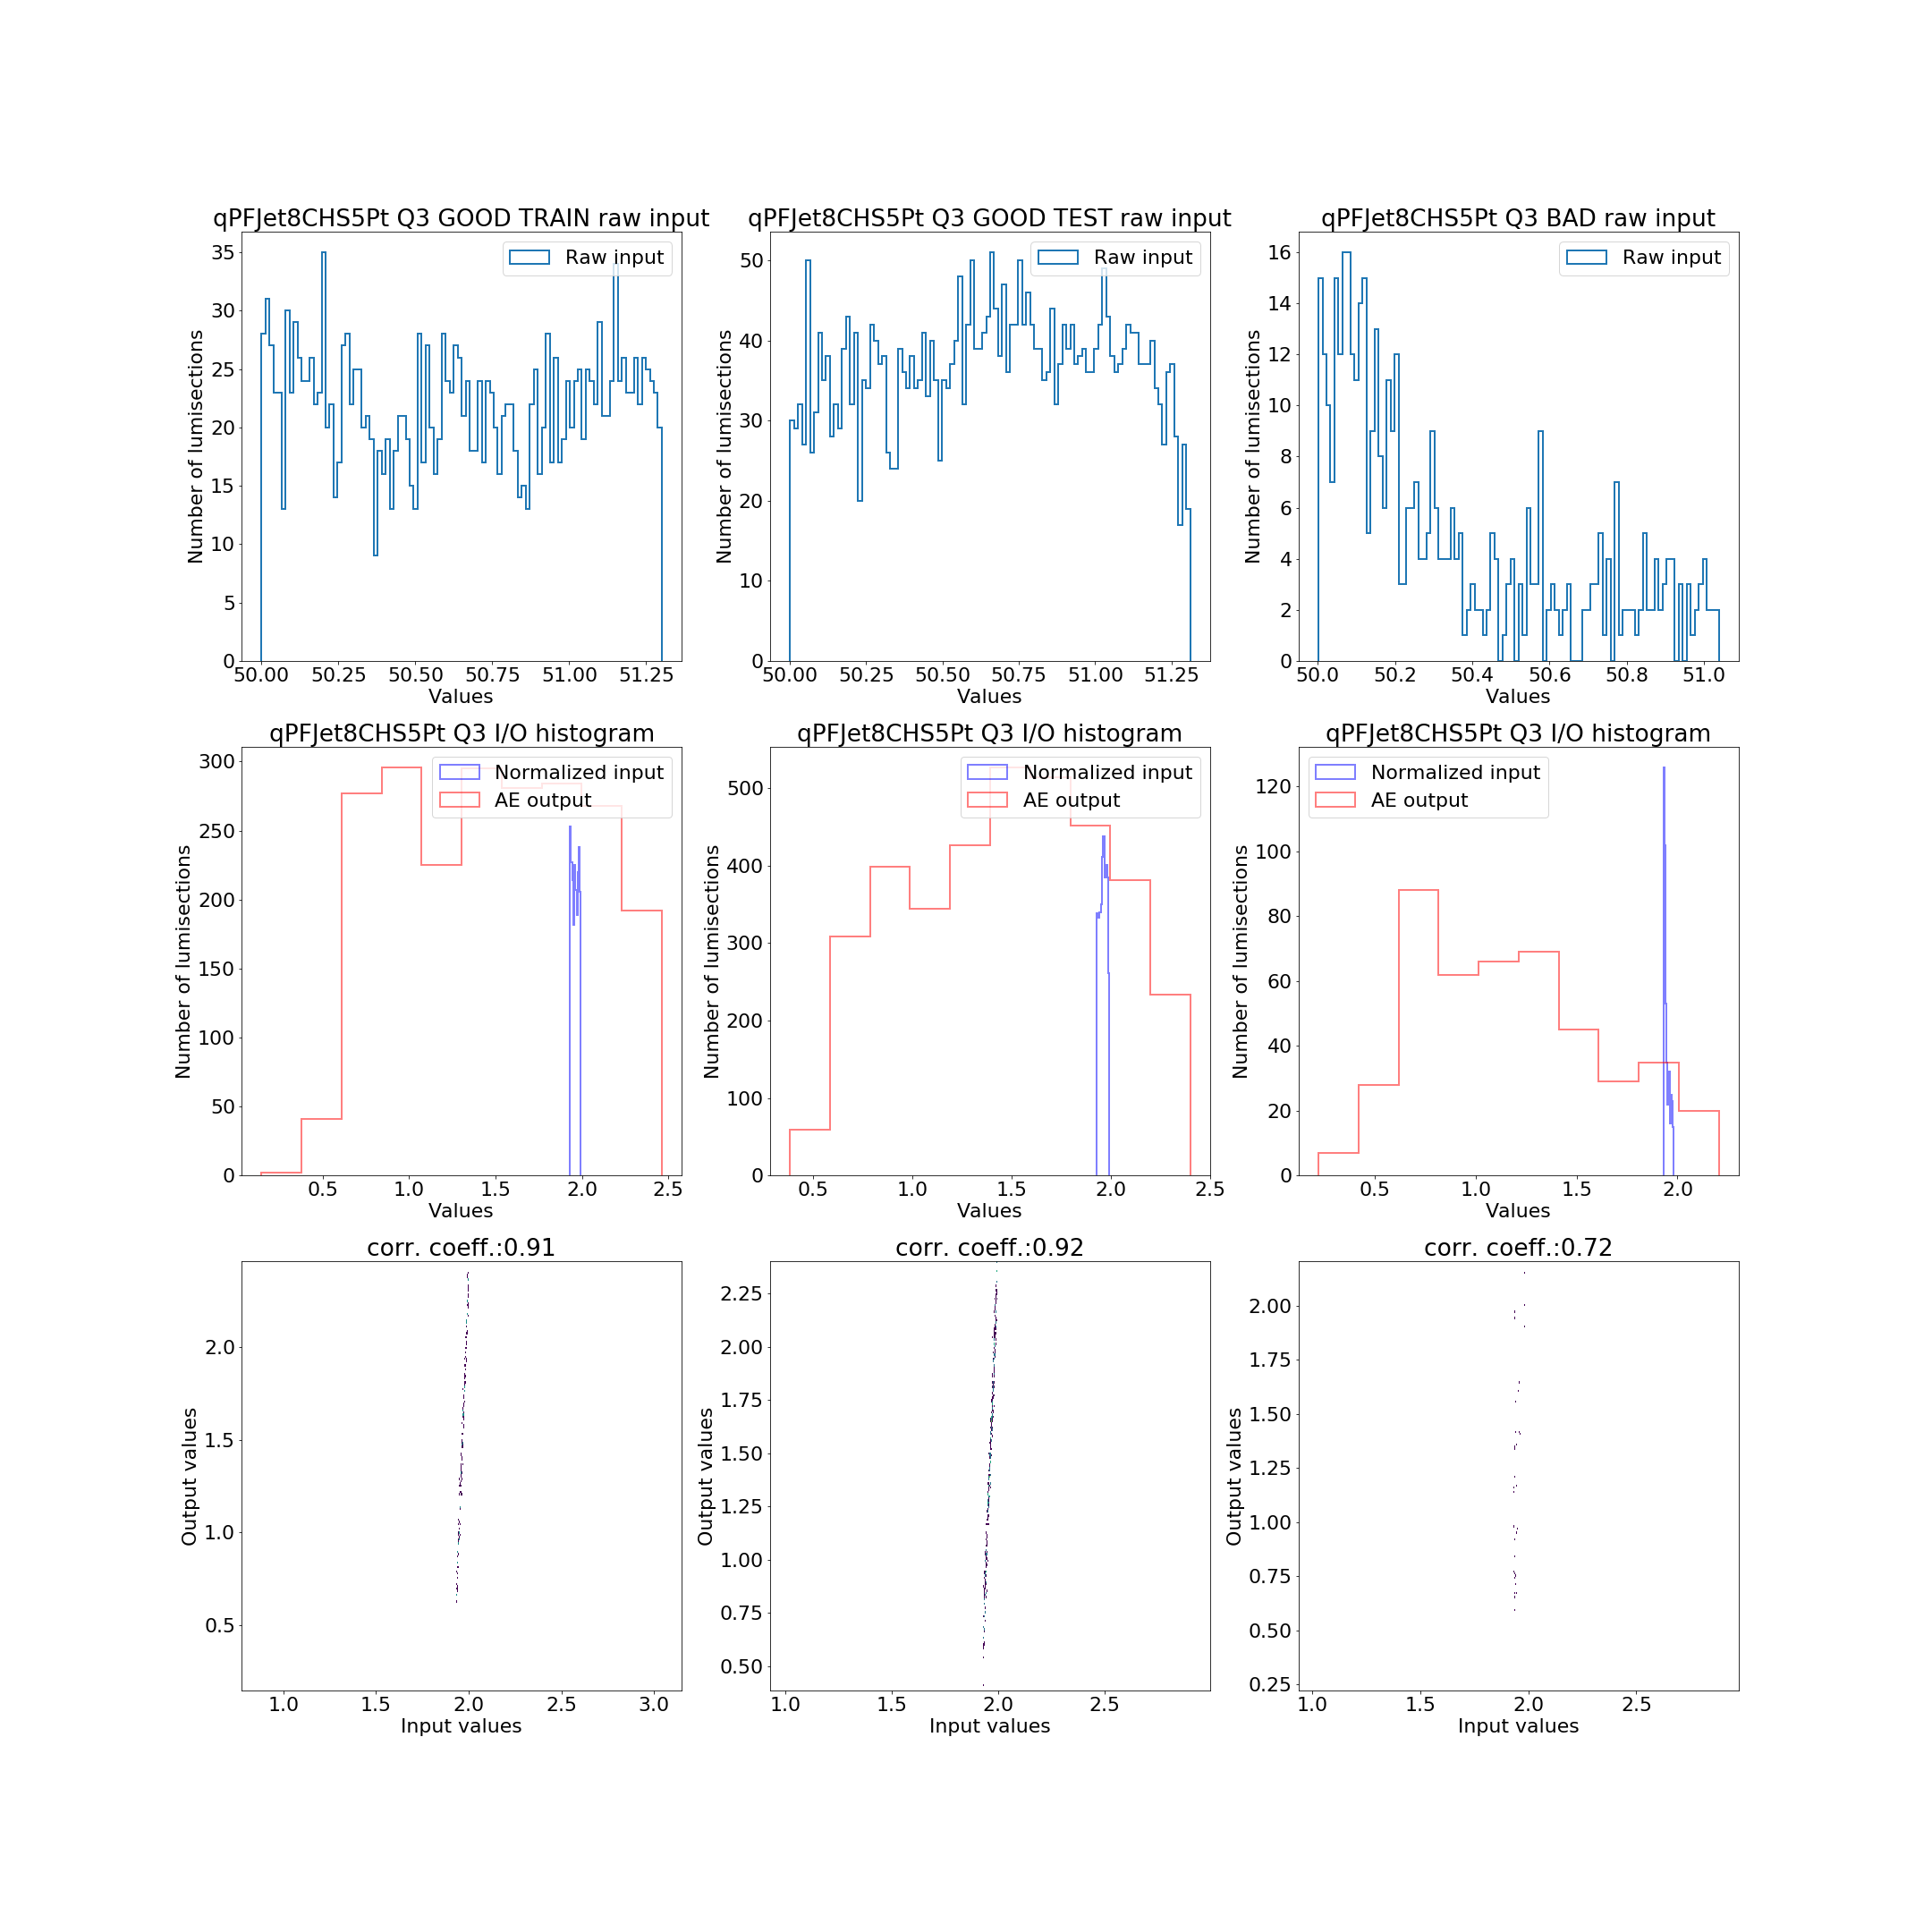 qPFJet8CHS5Pt Q3 GOOD TRAIN raw input
Number of lumisections
35
30
25
20
15
10
5
0
Raw input
50.00 50.25 50.50 50.75 51.00 51.25
Values
qPFJet8CHS5Pt Q3 GOOD TEST raw input
Number of lumisections
50
40
30
20
10
0
Raw input
50.00 50.25 50.50 50.75 51.00 51.25
Values
qPFJet8CHS5Pt Q3 BAD raw input
Number of lumisections
16
14
12
10
8
6
4
2
0
Raw input
50.0 50.2 50.4 50.6 50.8 51.0
Values
qPFJet8CHS5Pt Q3 I/O histogram
Number of lumisections
300
250
200
150
100
50
0
Normalized input
AE output
0.5 1.0 1.5 2.0 2.5
Values
qPFJet8CHS5Pt Q3 I/O histogram
Number of lumisections
500
400
300
200
100
0
Normalized input
AE output
0.5 1.0 1.5 2.0 2.5
Values
qPFJet8CHS5Pt Q3 I/O histogram
Number of lumisections
120
100
80
60
40
20
0
Normalized input
AE output
0.5 1.0 1.5 2.0
Values
corr. coeff.:0.91
Output values
2.0
1.5
1.0
0.5
1.0 1.5 2.0 2.5 3.0
Input values
corr. coeff.:0.92
Output values
2.25
2.00
1.75
1.50
1.25
1.00
0.75
0.50
1.0 1.5 2.0 2.5
Input values
corr. coeff.:0.72
Output values
2.00
1.75
1.50
1.25
1.00
0.75
0.50
0.25
1.0 1.5 2.0 2.5
Input values